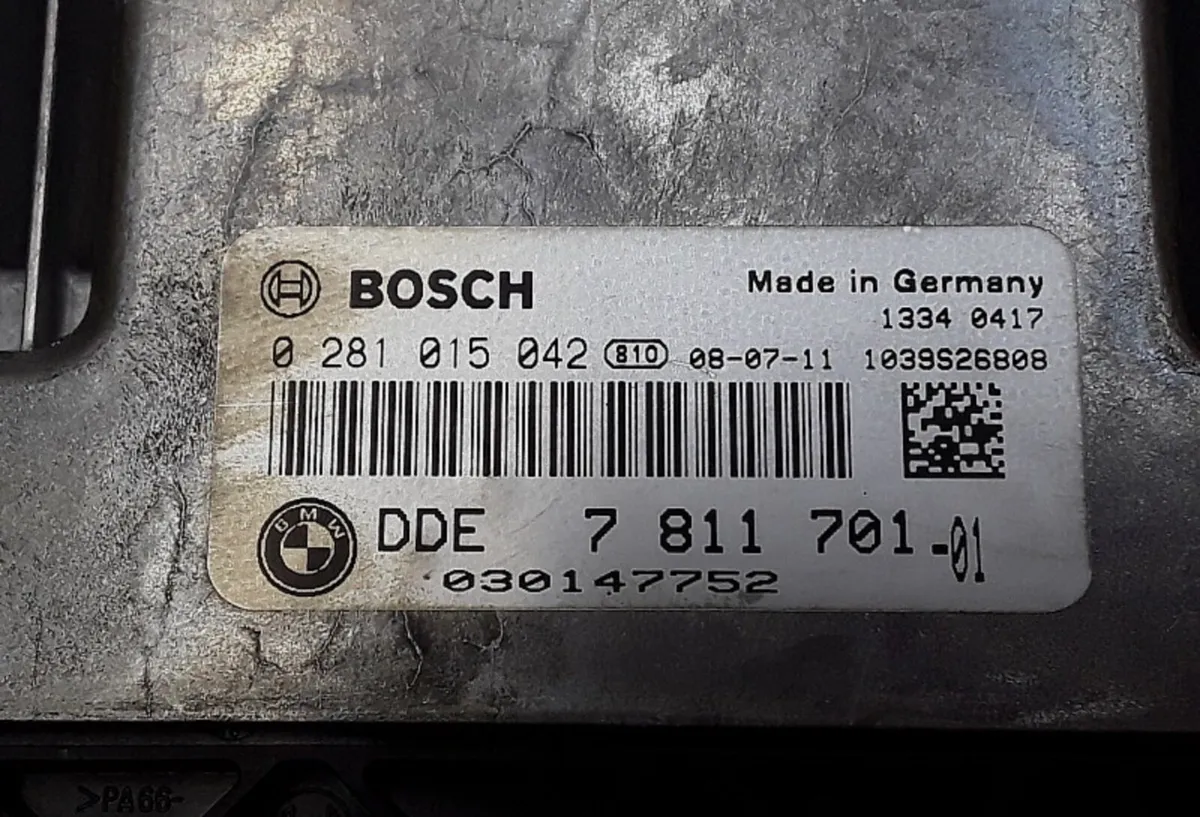 BOSCH
Made in Germany
1334 0417
0 281 015 042 810 08-07-11 1039S26808
BMW
DDE 7 811 701-01
030147752
>PA66-